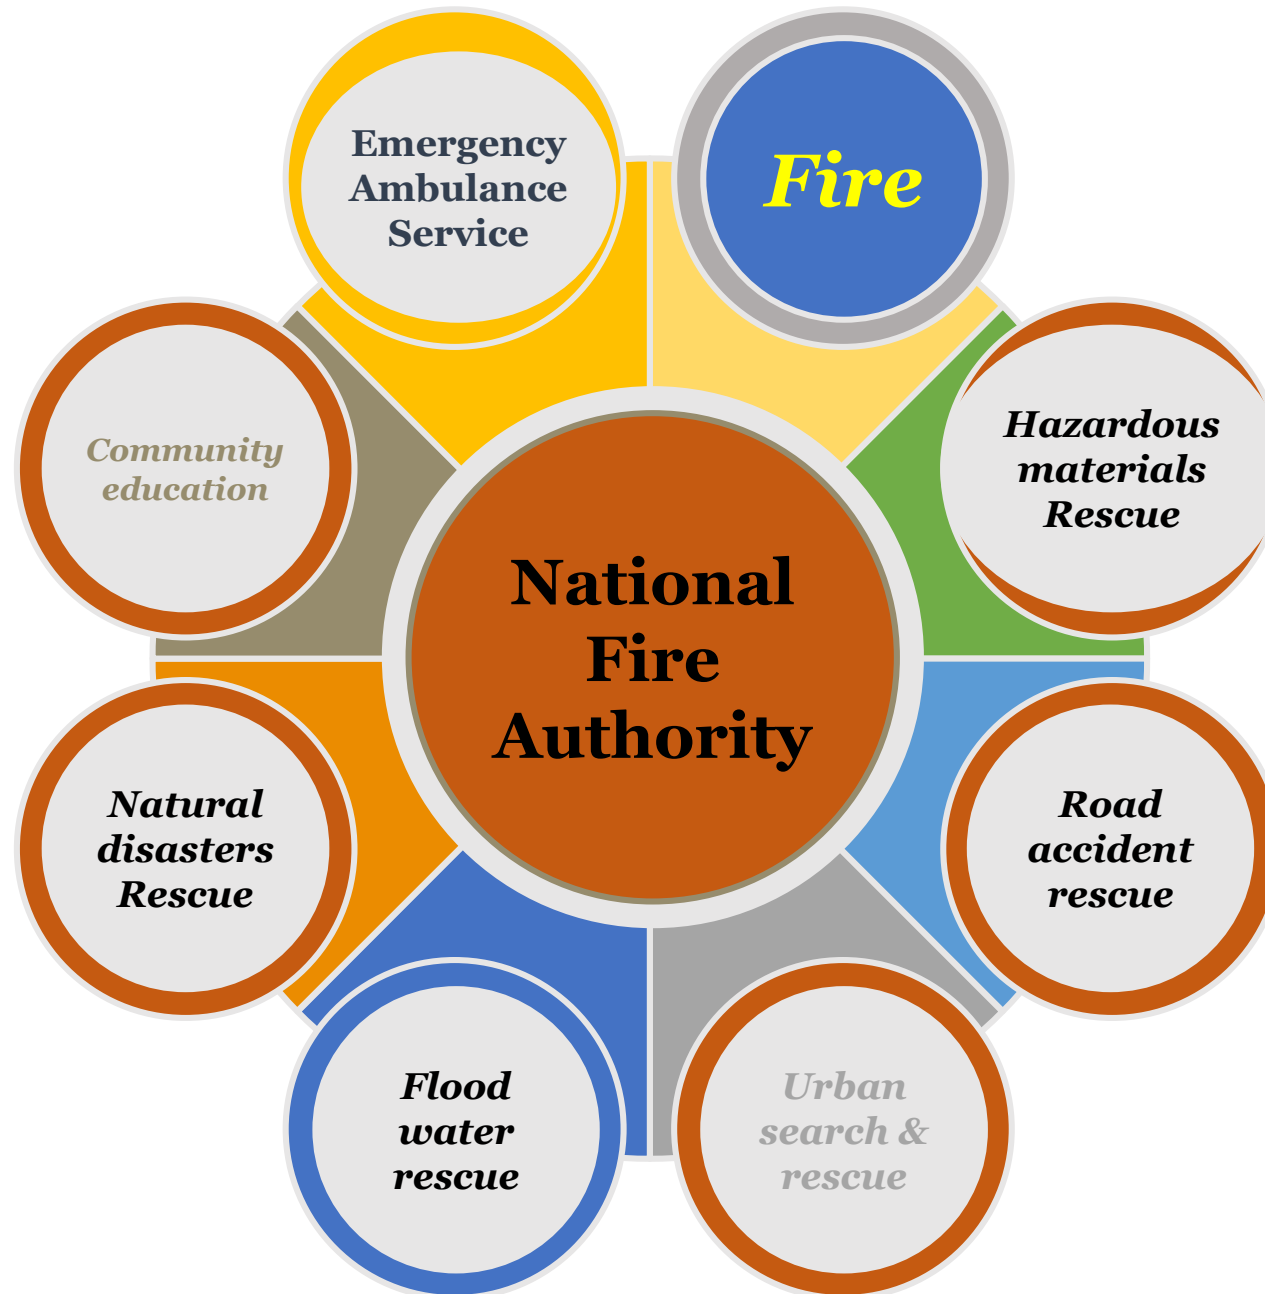 Emergency
Ambulance
Service
Fire
Hazardous
materials
Rescue
Community
education
National
Fire
Authority
Natural
disasters
Rescue
Road
accident
rescue
Flood
water
rescue
Urban
search &
rescue